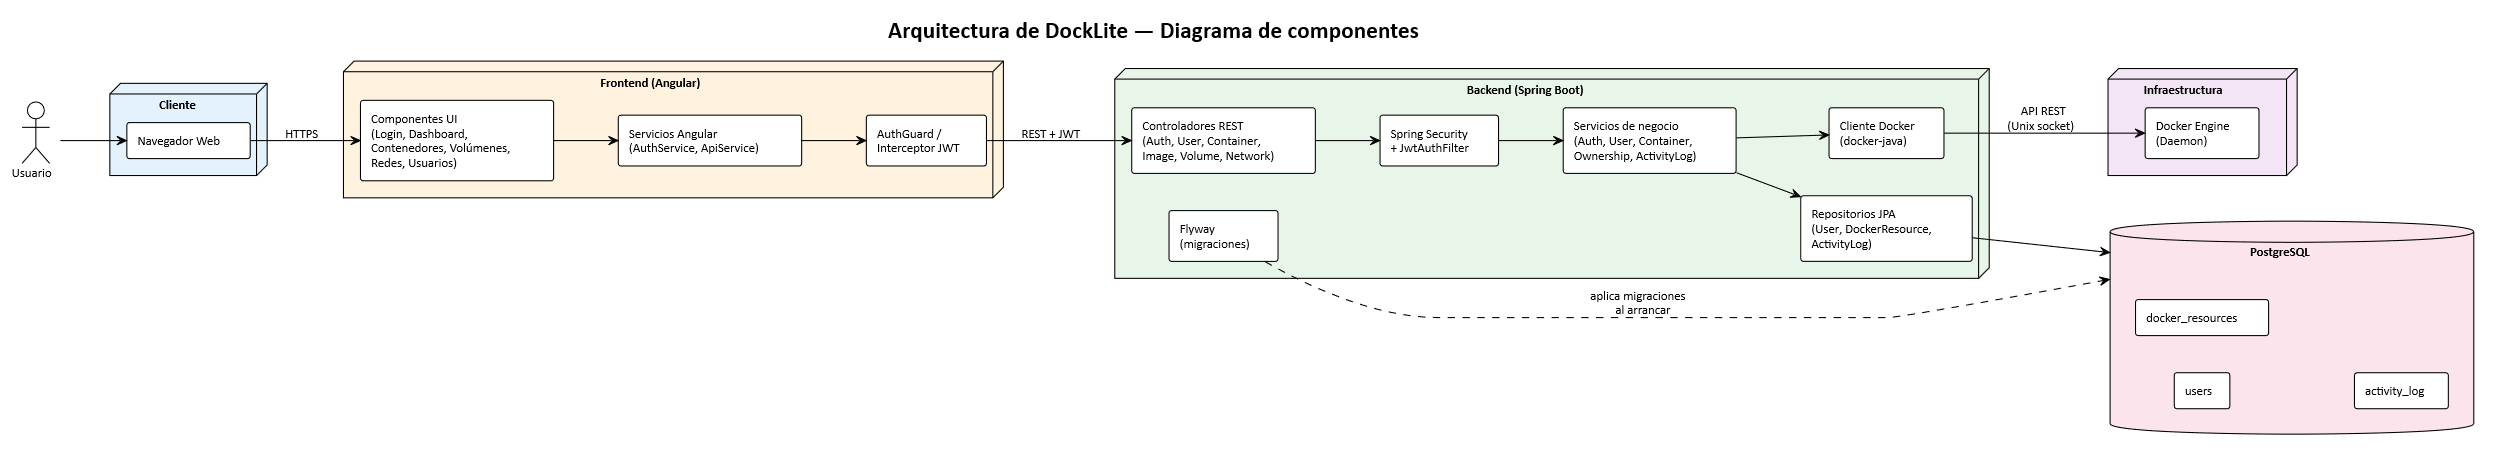 Arquitectura de DockLite — Diagrama de componentes
Usuario
Cliente
Navegador Web
HTTPS
Frontend (Angular)
Componentes UI
(Login, Dashboard,
Contenedores, Volúmenes,
Redes, Usuarios)
Servicios Angular
(AuthService, ApiService)
AuthGuard /
Interceptor JWT
REST + JWT
Backend (Spring Boot)
Controladores REST
(Auth, User, Container,
Image, Volume, Network)
Spring Security
+ JwtAuthFilter
Servicios de negocio
(Auth, User, Container,
Ownership, ActivityLog)
Cliente Docker
(docker-java)
Repositorios JPA
(User, DockerResource,
ActivityLog)
Flyway
(migraciones)
aplica migraciones
al arrancar
API REST
(Unix socket)
Infraestructura
Docker Engine
(Daemon)
PostgreSQL
docker_resources
users
activity_log